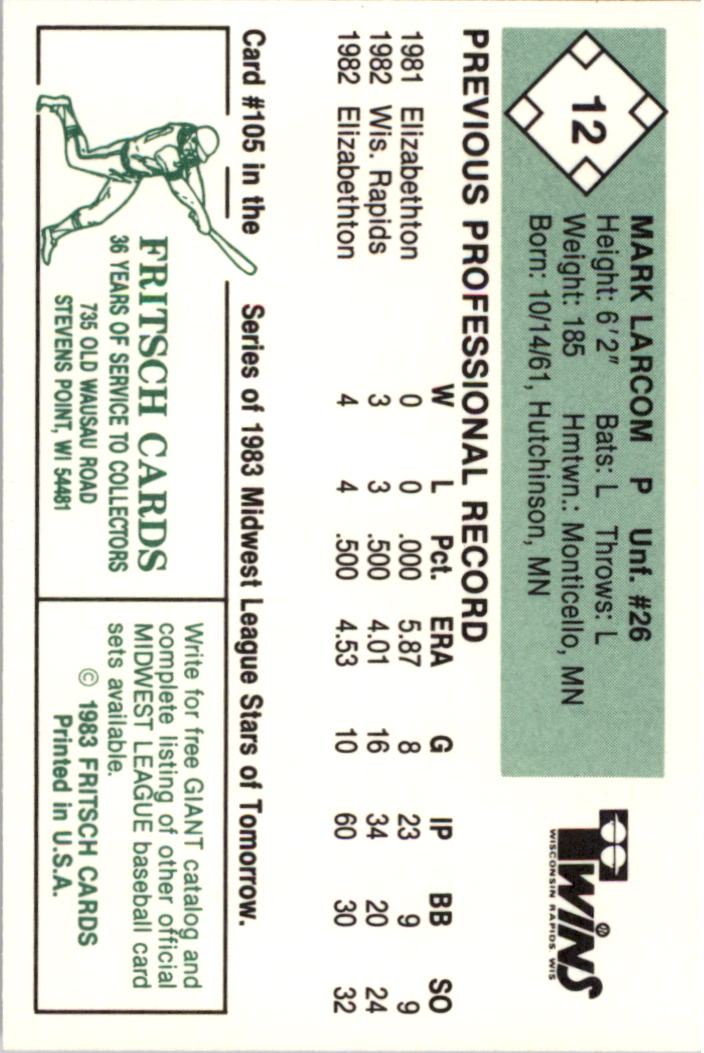 12
MARK LARCOM P Unf. #26
Height: 6'2" Bats: L Throws: L
Weight: 185 Hmtwn.: Monticello, MN
Born: 10/14/61, Hutchinson, MN
TWINS ®
WISCONSIN RAPIDS, WIS
PREVIOUS PROFESSIONAL RECORD
W L Pct. ERA G IP BB SO
1981 Elizabethton 0 0 .000 5.87 8 23 9 9
1982 Wis. Rapids 3 3 .500 4.01 16 34 20 24
1982 Elizabethton 4 4 .500 4.53 10 60 30 32
Card #105 in the Series of 1983 Midwest League Stars of Tomorrow.
FRITSCH CARDS
36 YEARS OF SERVICE TO COLLECTORS
735 OLD WAUSAU ROAD
STEVENS POINT, WI 54481
Write for free GIANT catalog and
complete listing of other official
MIDWEST LEAGUE baseball card
sets available.
© 1983 FRITSCH CARDS
Printed in U.S.A.